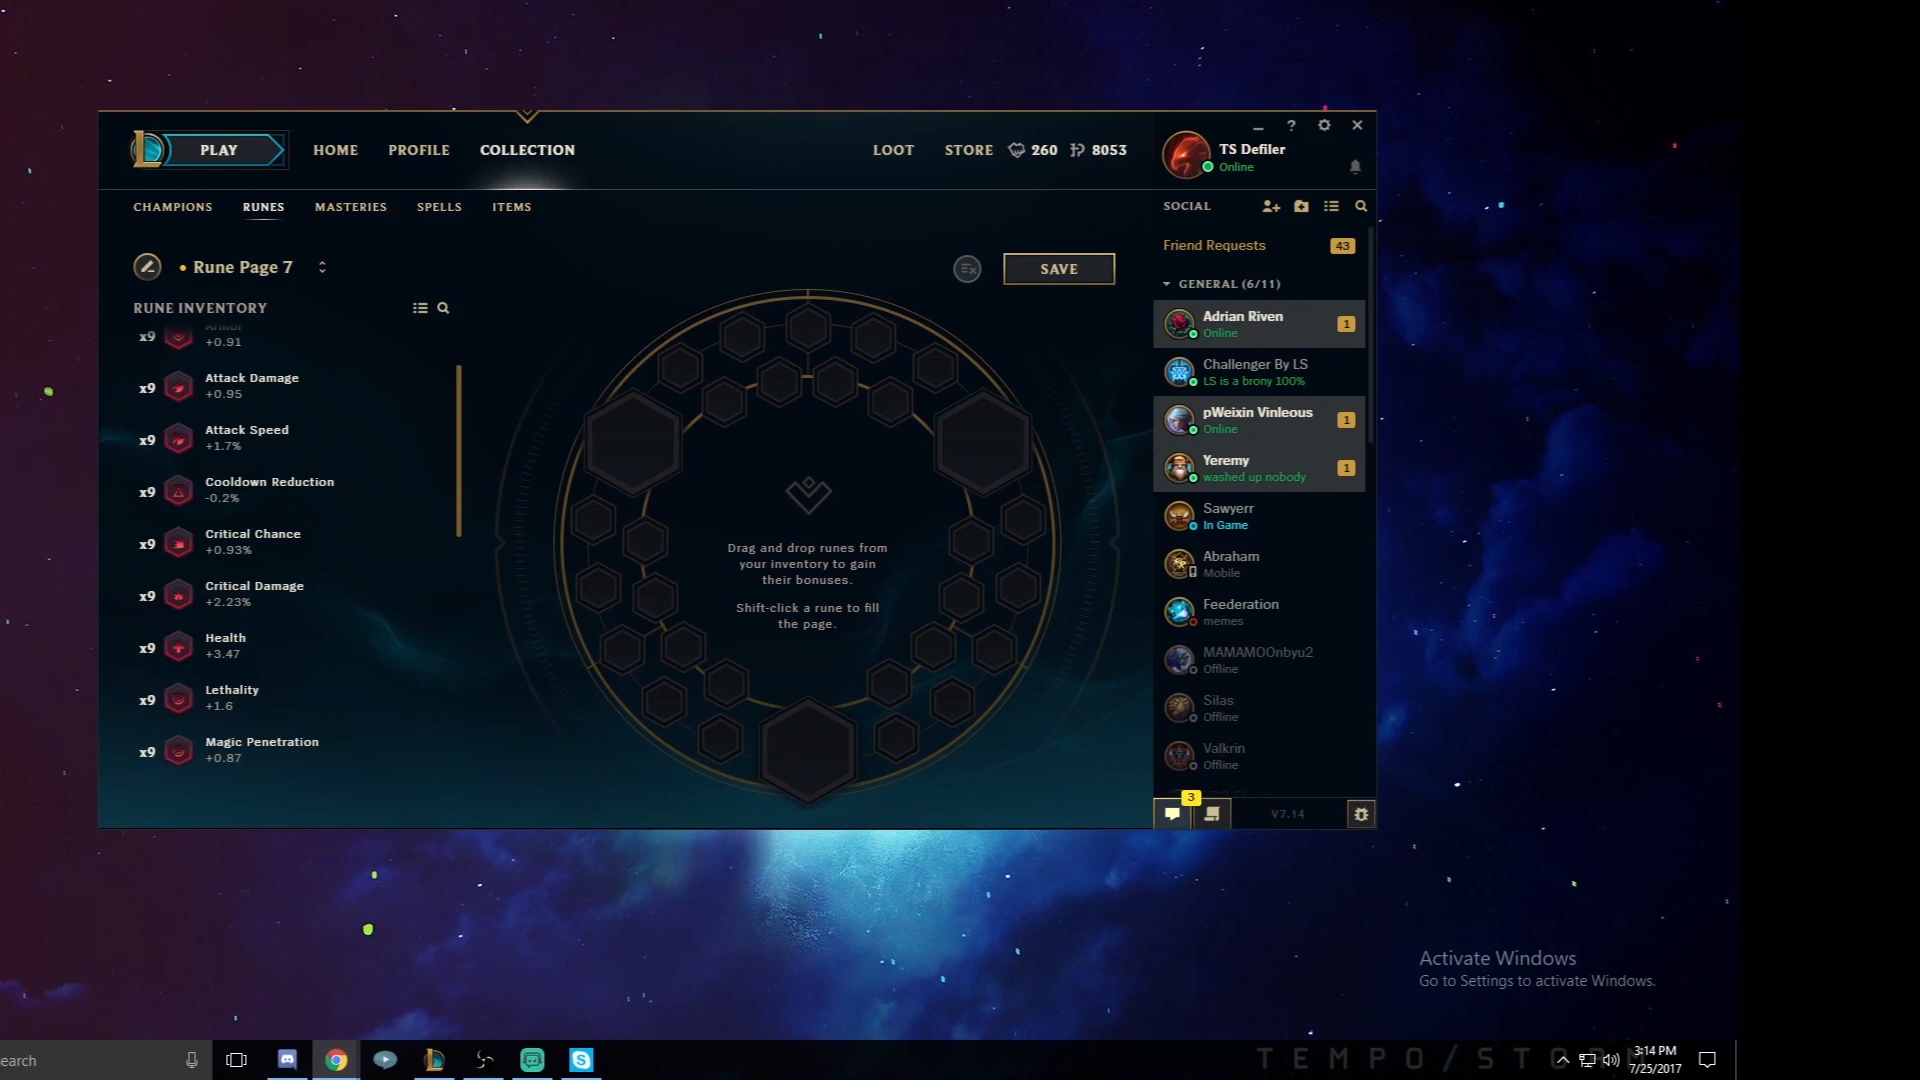 PLAY
HOME
PROFILE
COLLECTION
LOOT
STORE
260
8053
?
TS Defiler
Online
CHAMPIONS
RUNES
MASTERIES
SPELLS
ITEMS
SOCIAL
Rune Page 7
SAVE
RUNE INVENTORY
x9
Armor
+0.91
x9
Attack Damage
+0.95
x9
Attack Speed
+1.7%
x9
Cooldown Reduction
-0.2%
x9
Critical Chance
+0.93%
x9
Critical Damage
+2.23%
x9
Health
+3.47
x9
Lethality
+1.6
x9
Magic Penetration
+0.87
Drag and drop runes from
your inventory to gain
their bonuses.
Shift-click a rune to fill
the page.
Friend Requests
43
GENERAL (6/11)
Adrian Riven
Online
1
Challenger By LS
LS is a brony 100%
pWeixin Vinleous
Online
1
Yeremy
washed up nobody
1
Sawyerr
In Game
Abraham
Mobile
Feederation
memes
MAMAMOOnbyu2
Offline
Silas
Offline
Valkrin
Offline
3
V7.14
Activate Windows
Go to Settings to activate Windows.
earch
TEMPO/STORM
3:14 PM
7/25/2017